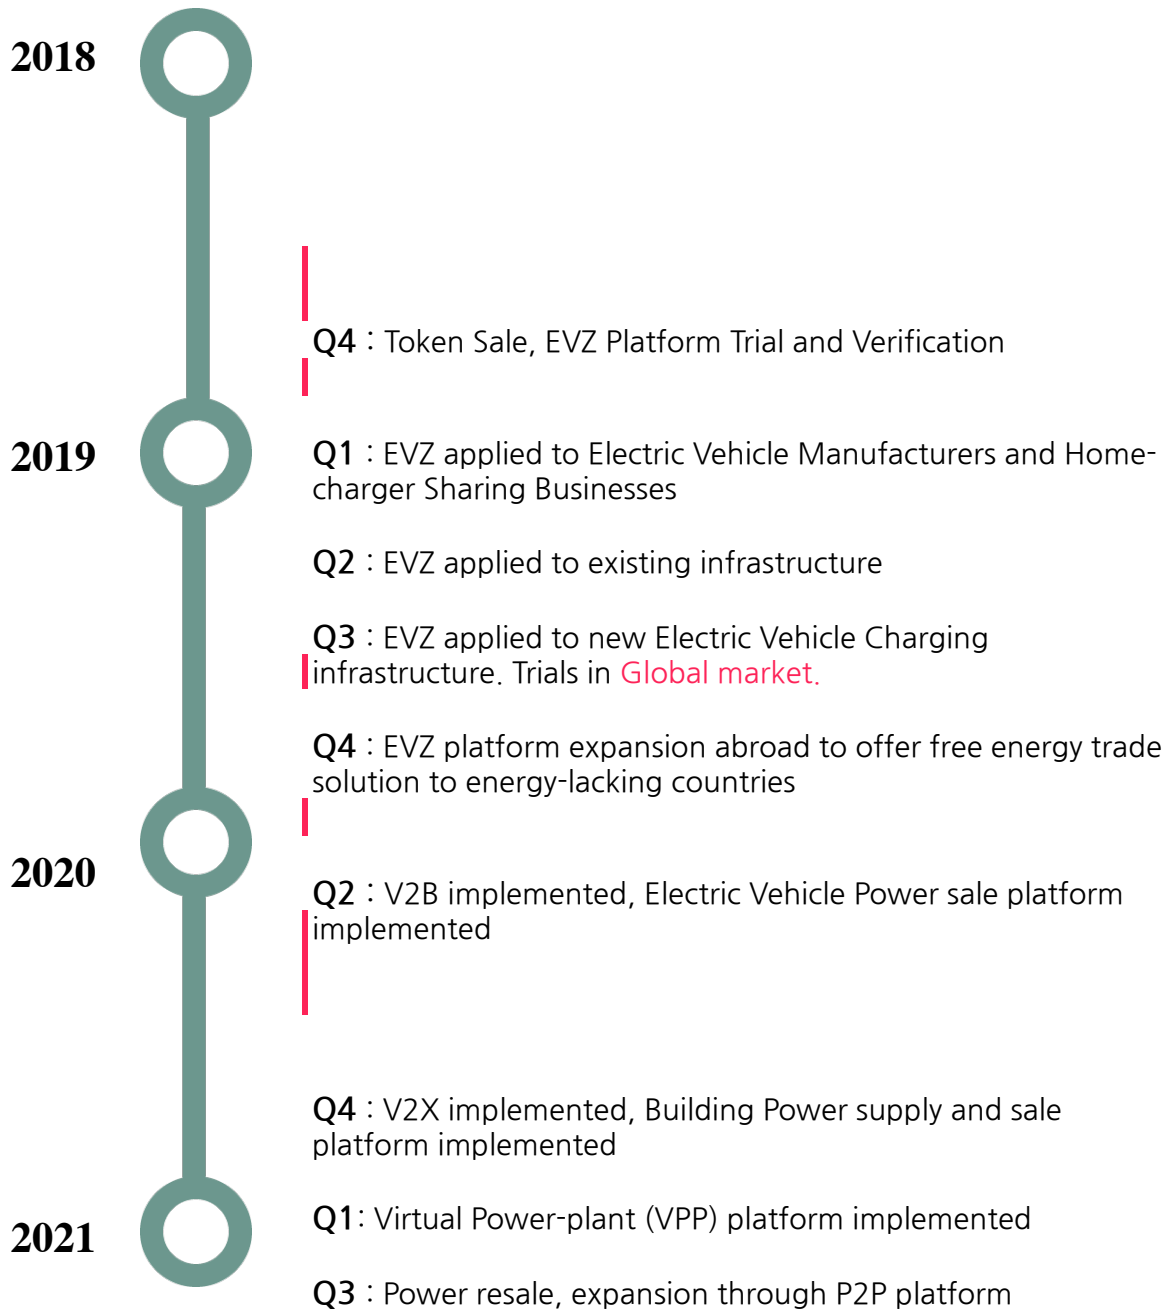 2018
Q4 : Token Sale, EVZ Platform Trial and Verification
2019
Q1 : EVZ applied to Electric Vehicle Manufacturers and Home-
charger Sharing Businesses
Q2 : EVZ applied to existing infrastructure
Q3 : EVZ applied to new Electric Vehicle Charging
infrastructure. Trials in Global market.
Q4 : EVZ platform expansion abroad to offer free energy trade
solution to energy-lacking countries
2020
Q2 : V2B implemented, Electric Vehicle Power sale platform
implemented
Q4 : V2X implemented, Building Power supply and sale
platform implemented
2021
Q1: Virtual Power-plant (VPP) platform implemented
Q3 : Power resale, expansion through P2P platform